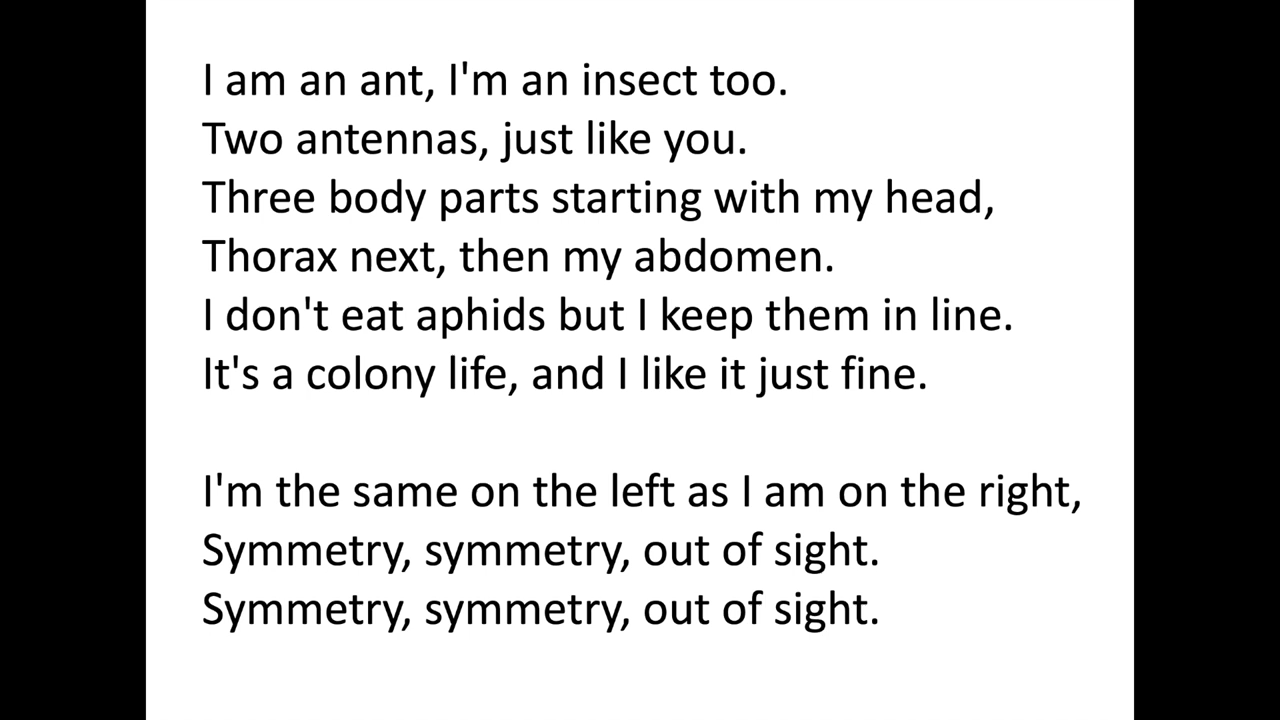 I am an ant, I'm an insect too.
Two antennas, just like you.
Three body parts starting with my head,
Thorax next, then my abdomen.
I don't eat aphids but I keep them in line.
It's a colony life, and I like it just fine.
I'm the same on the left as I am on the right,
Symmetry, symmetry, out of sight.
Symmetry, symmetry, out of sight.